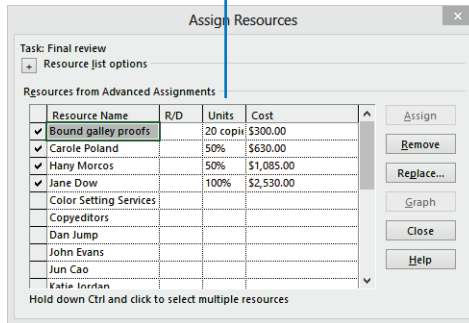 Assign Resources
Task: Final review
+ Resource list options
Resources from Advanced Assignments
Resource Name R/D Units Cost
Bound galley proofs 20 copie $300.00
Carole Poland 50% $630.00
Hany Morcos 50% $1,085.00
Jane Dow 100% $2,530.00
Color Setting Services
Copyeditors
Dan Jump
John Evans
Jun Cao
Katie Jordan
Assign
Remove
Replace...
Graph
Close
Help
Hold down Ctrl and click to select multiple resources